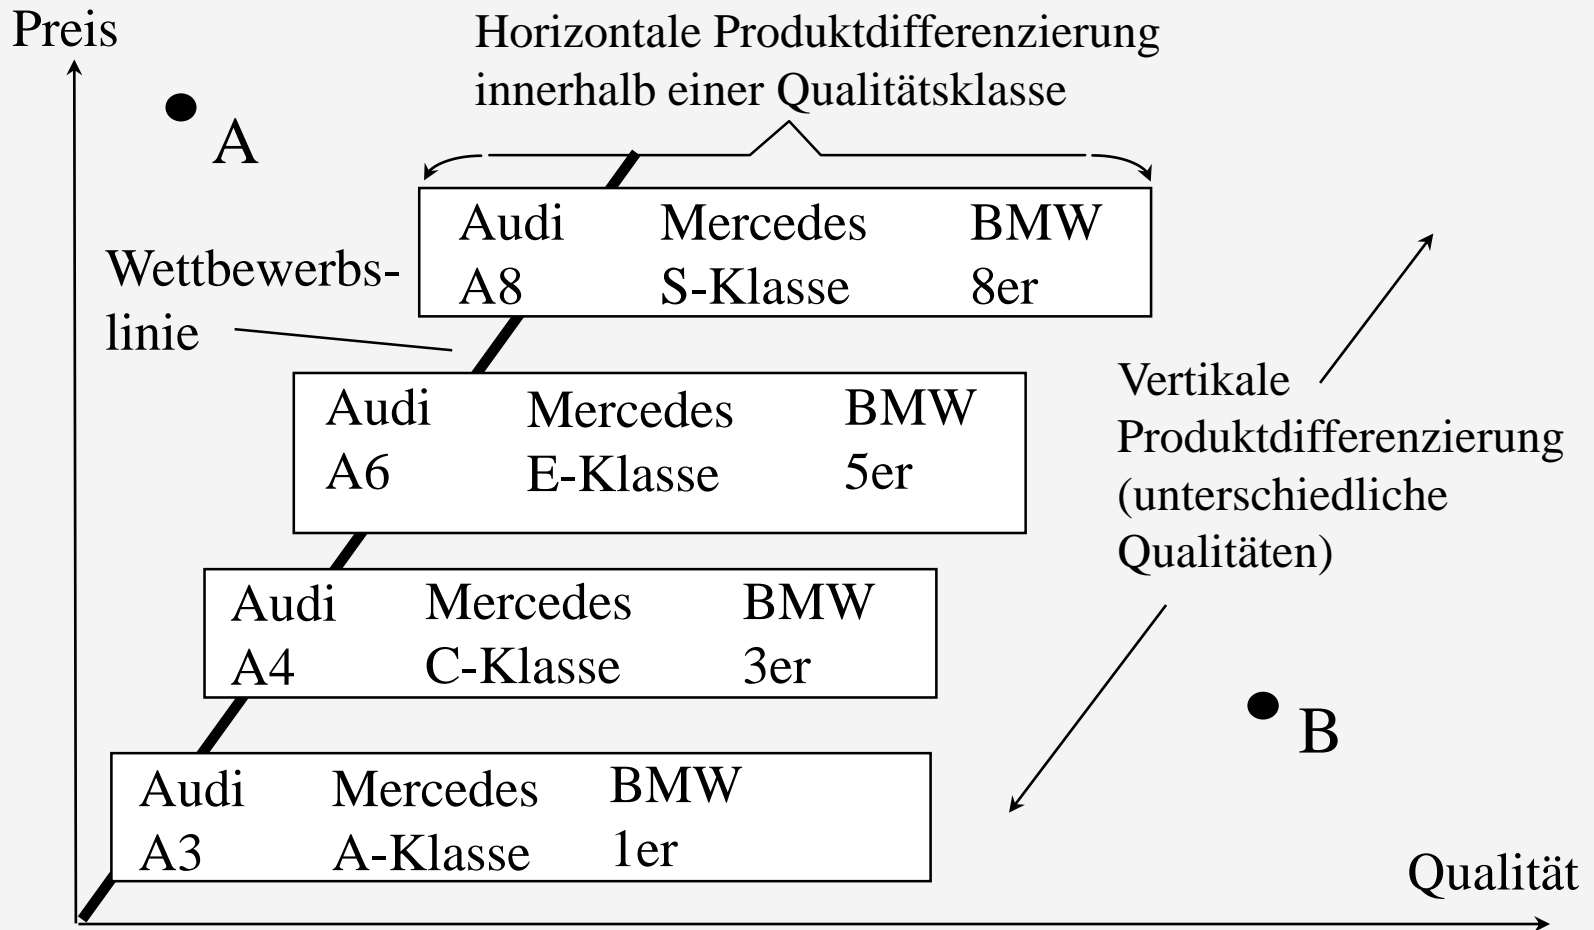 Preis
Horizontale Produktdifferenzierung
innerhalb einer Qualitätsklasse
A
Audi Mercedes BMW
A8 S-Klasse 8er
Wettbewerbs-
linie
Audi Mercedes BMW
A6 E-Klasse 5er
Vertikale
Produktdifferenzierung
(unterschiedliche
Qualitäten)
Audi Mercedes BMW
A4 C-Klasse 3er
B
Audi Mercedes BMW
A3 A-Klasse 1er
Qualität